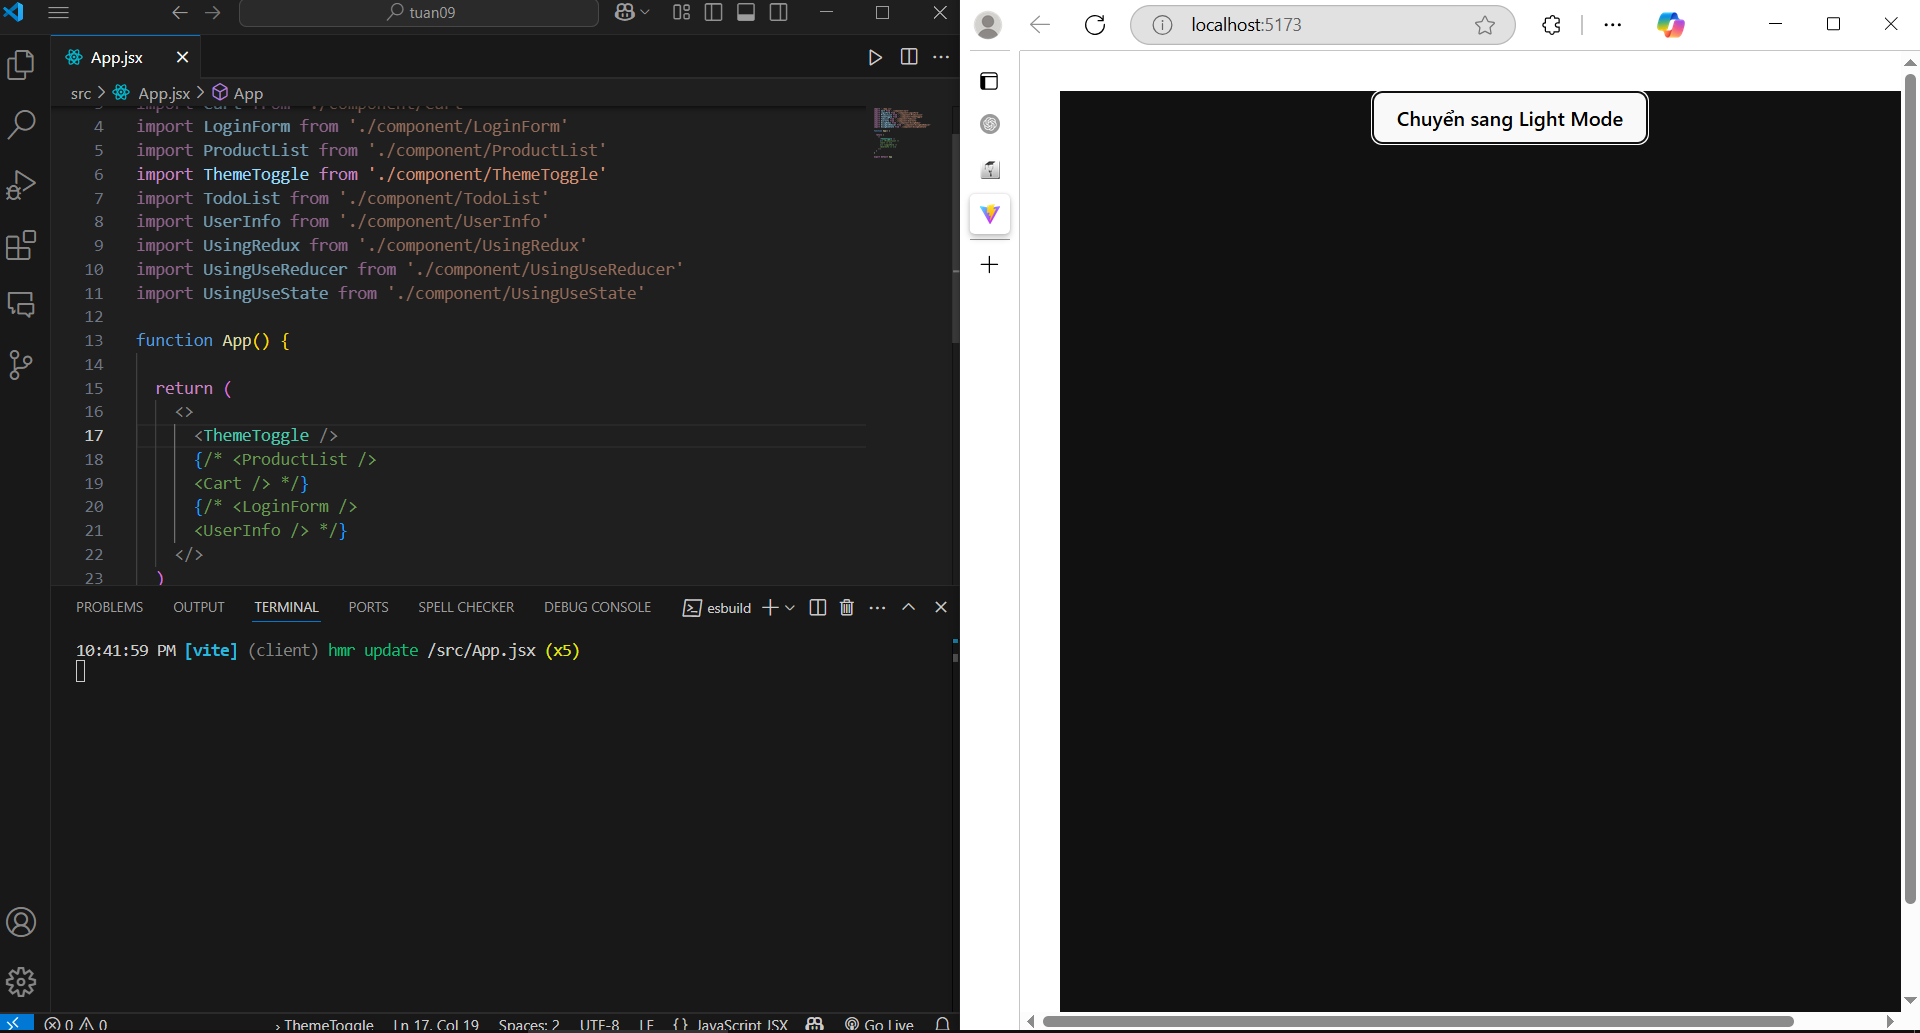 tuan09
App.jsx
src > App.jsx > App
4 import LoginForm from './component/LoginForm'
5 import ProductList from './component/ProductList'
6 import ThemeToggle from './component/ThemeToggle'
7 import TodoList from './component/TodoList'
8 import UserInfo from './component/UserInfo'
9 import UsingRedux from './component/UsingRedux'
10 import UsingUseReducer from './component/UsingUseReducer'
11 import UsingUseState from './component/UsingUseState'
12
13 function App() {
14
15 return (
16 <>
17 <ThemeToggle />
18 {/* <ProductList />
19 <Cart /> */}
20 {/* <LoginForm />
21 <UserInfo /> */}
22 </>
23 )
PROBLEMS OUTPUT TERMINAL PORTS SPELL CHECKER DEBUG CONSOLE esbuild
10:41:59 PM [vite] (client) hmr update /src/App.jsx (x5)
0 0 ThemeToggle Ln 17, Col 19 Spaces: 2 UTF-8 LF {} JavaScript JSX Go Live
localhost:5173
Chuyển sang Light Mode